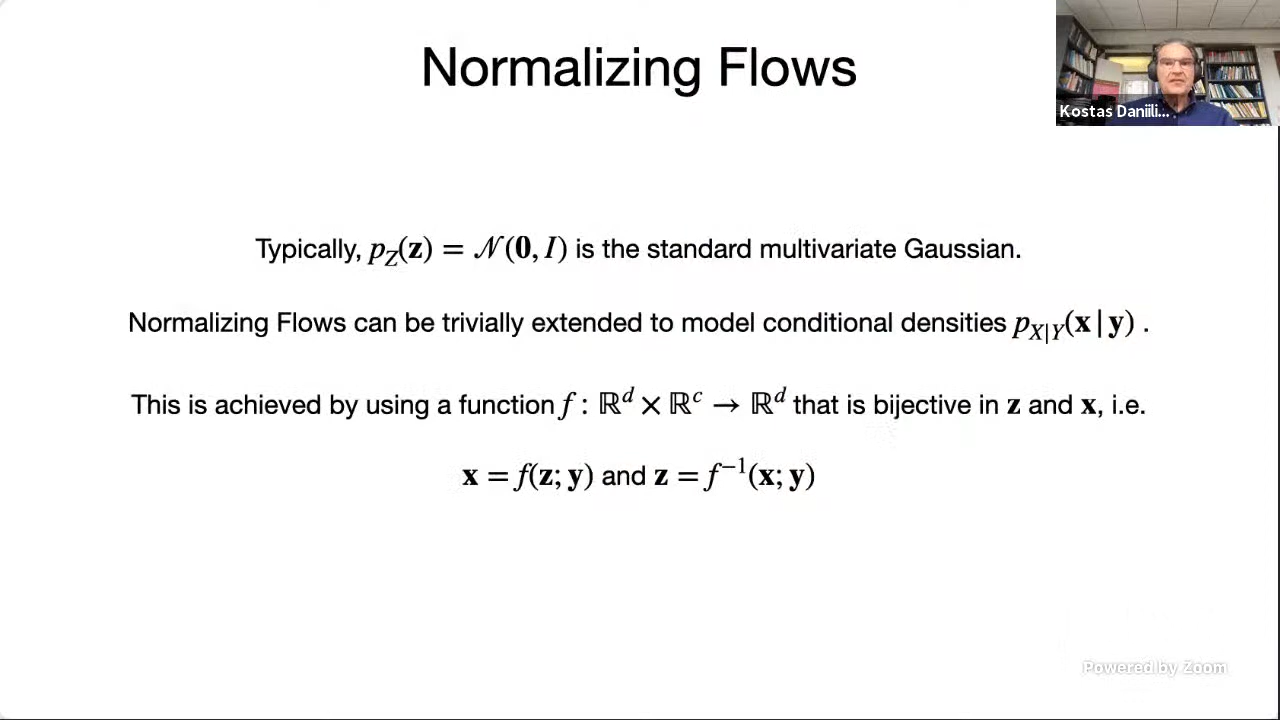 Normalizing Flows
Kostas Daniili...
Typically, p_Z(𝐳) = 𝒩(𝟎, I) is the standard multivariate Gaussian.
Normalizing Flows can be trivially extended to model conditional densities p_{X|Y}(𝐱|𝐲) .
This is achieved by using a function f : ℝ^d × ℝ^c → ℝ^d that is bijective in 𝐳 and 𝐱, i.e.
𝐱 = f(𝐳; 𝐲) and 𝐳 = f^{−1}(𝐱; 𝐲)
Powered by Zoom